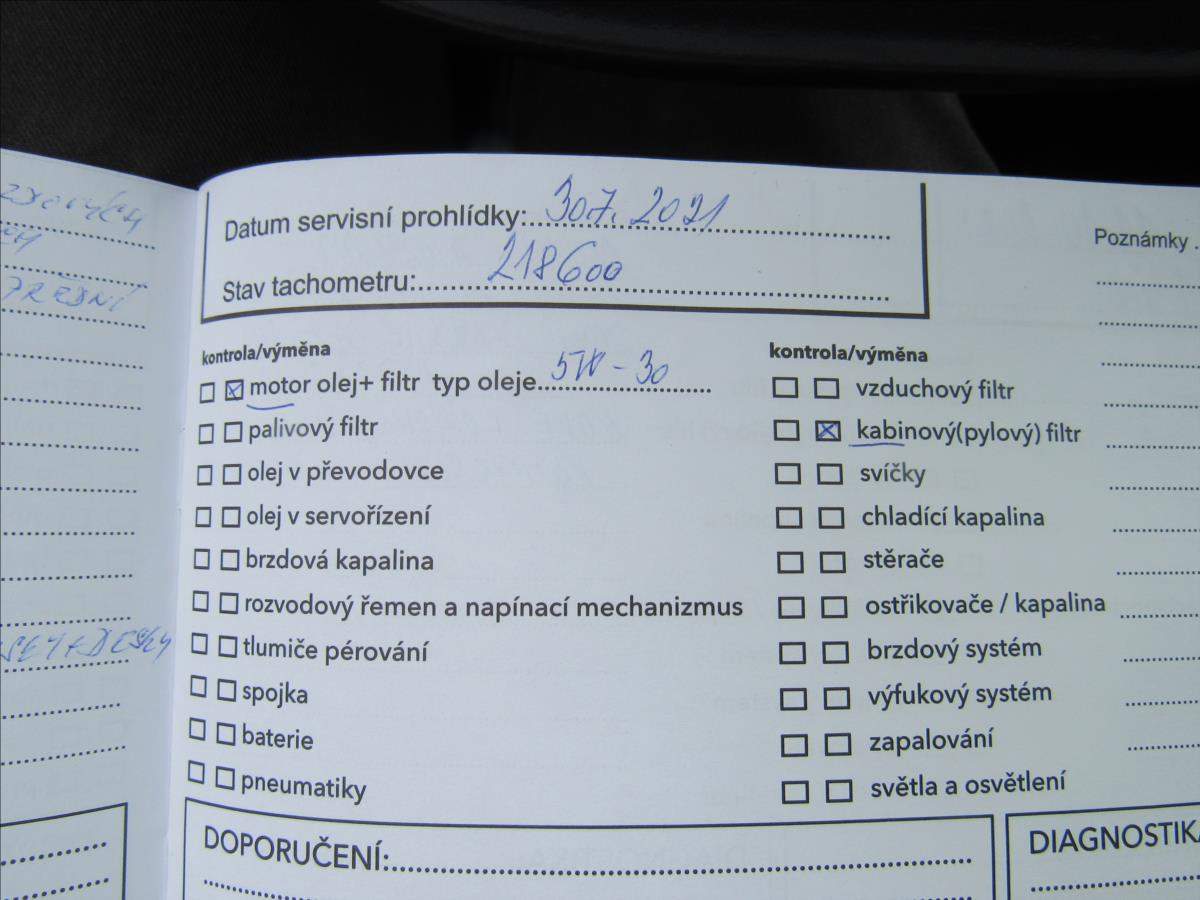 Datum servisní prohlídky: 30.7. 2021
Stav tachometru: 218600
Poznámky
kontrola/výměna
motor olej+ filtr typ oleje 5W - 30
palivový filtr
olej v převodovce
olej v servořízení
brzdová kapalina
rozvodový řemen a napínací mechanizmus
tlumiče pérování
spojka
baterie
pneumatiky
kontrola/výměna
vzduchový filtr
kabinový(pylový) filtr
svíčky
chladící kapalina
stěrače
ostřikovače / kapalina
brzdový systém
výfukový systém
zapalování
světla a osvětlení
DOPORUČENÍ:
DIAGNOSTIKA